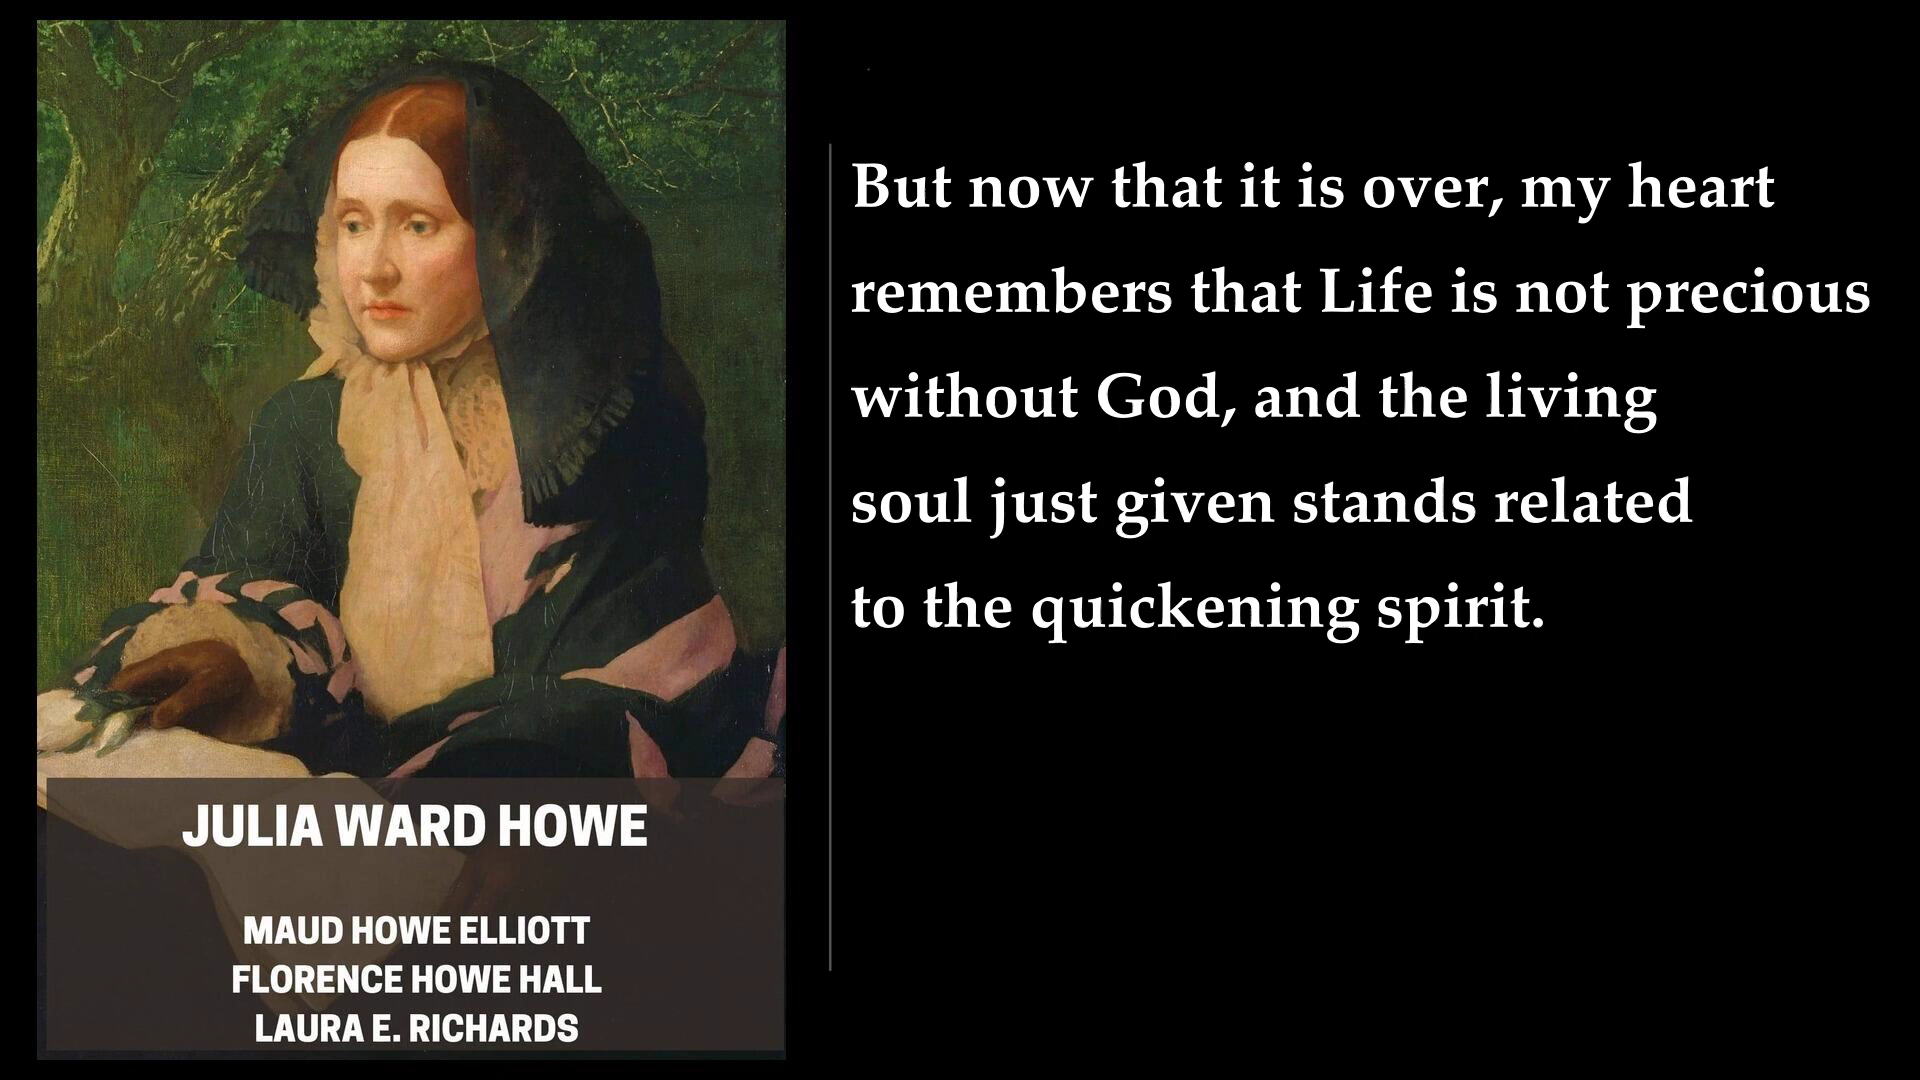 JULIA WARD HOWE
MAUD HOWE ELLIOTT
FLORENCE HOWE HALL
LAURA E. RICHARDS
But now that it is over, my heart
remembers that Life is not precious
without God, and the living
soul just given stands related
to the quickening spirit.